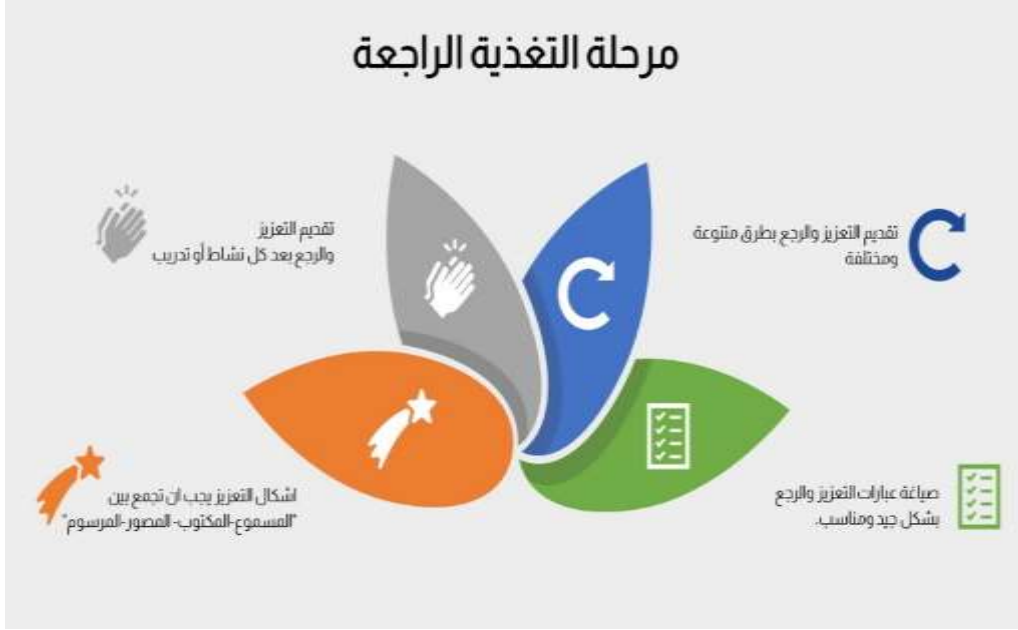 مرحلة التغذية الراجعة
تقديم التعزيز والرجع بطرق متنوعة
ومختلفة
تقديم التعزيز
والرجع بعد كل نشاط أو تدريب
صياغة عبارات التعزيز والرجع
بشكل جيد ومناسب.
اشكال التعزيز يجب ان تجمع بين
"المسموع-المكتوب- المصور-المرسوم"